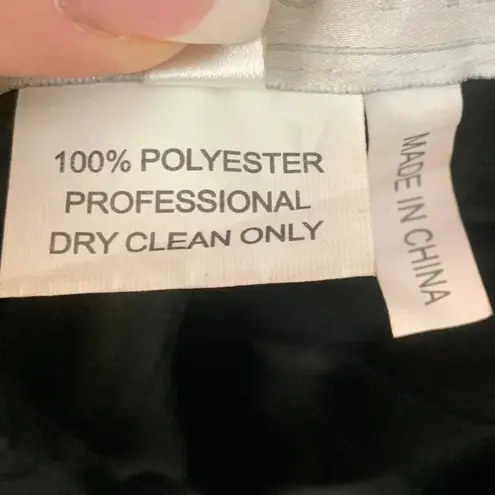 100% POLYESTER
PROFESSIONAL
DRY CLEAN ONLY
MADE IN CHINA